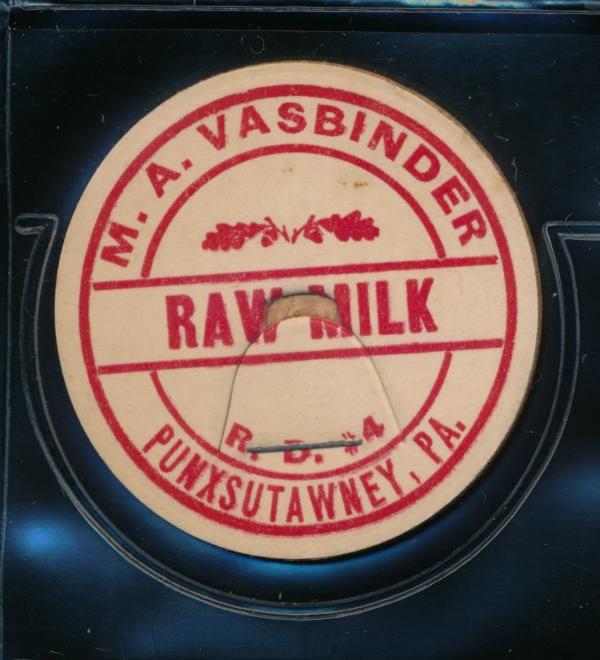 M. A. VASBINDER
RAW MILK
R. D. #4
PUNXSUTAWNEY, PA.